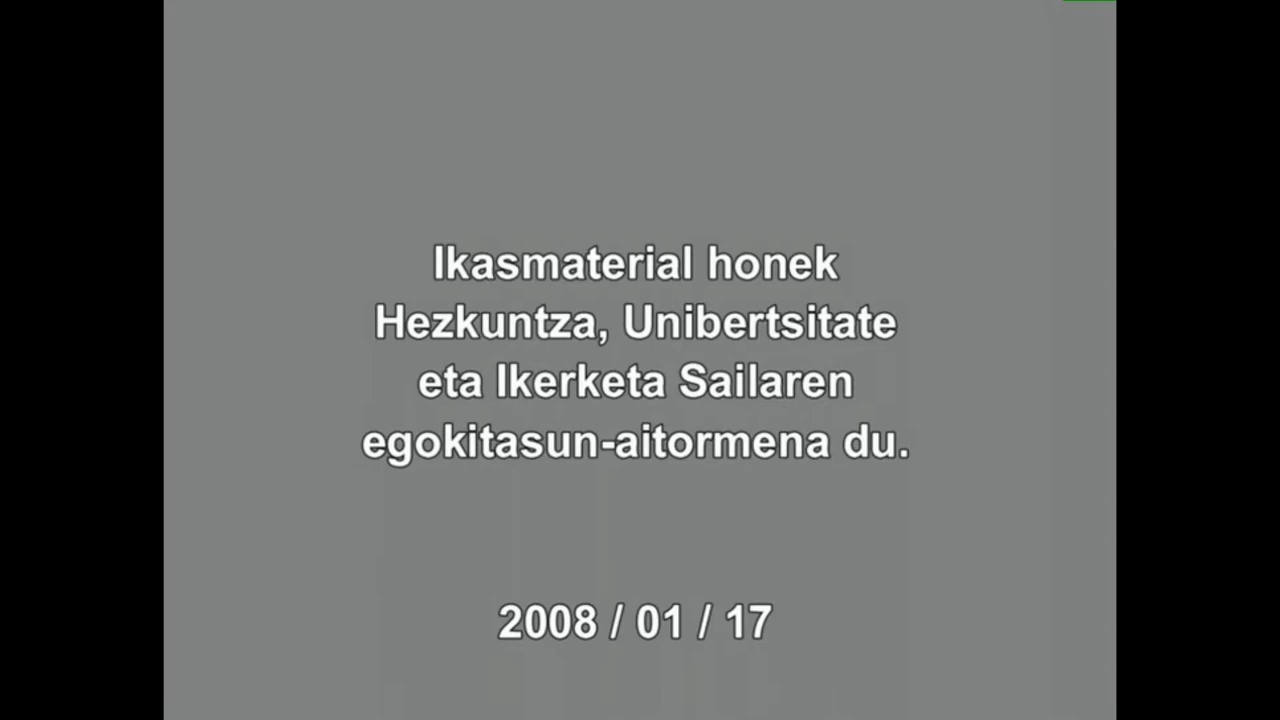 Ikasmaterial honek
Hezkuntza, Unibertsitate
eta Ikerketa Sailaren
egokitasun-aitormena du.
2008 / 01 / 17